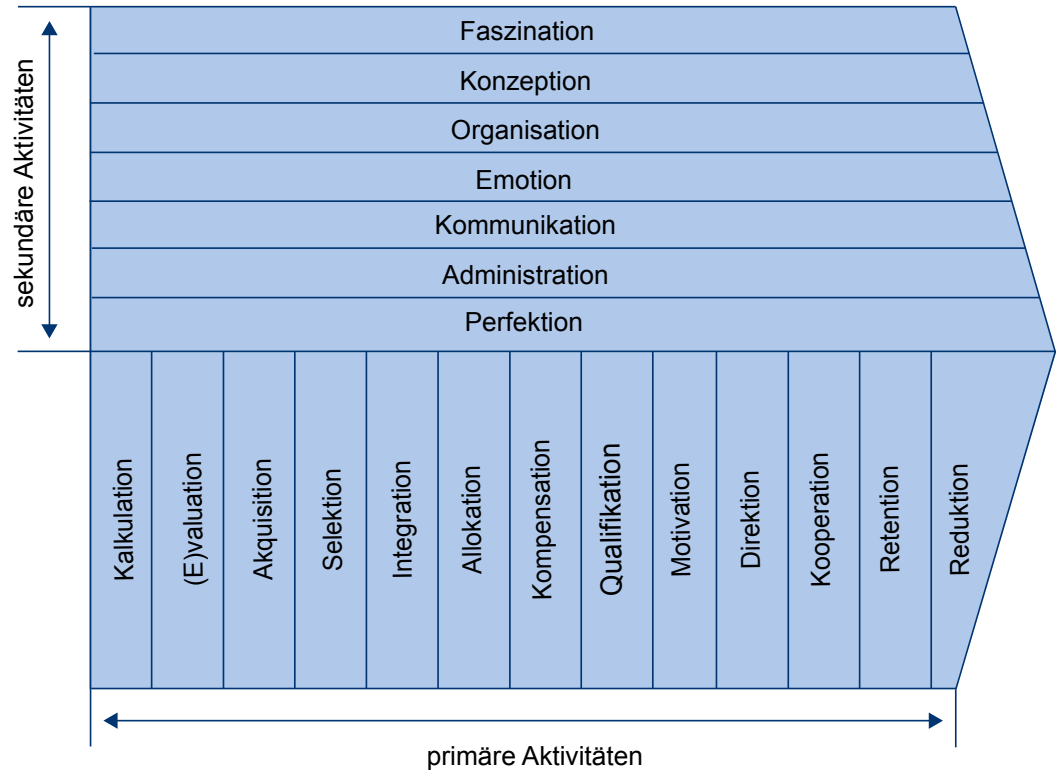 sekundäre Aktivitäten
Faszination
Konzeption
Organisation
Emotion
Kommunikation
Administration
Perfektion
Kalkulation
(E)valuation
Akquisition
Selektion
Integration
Allokation
Kompensation
Qualifikation
Motivation
Direktion
Kooperation
Retention
Reduktion
primäre Aktivitäten